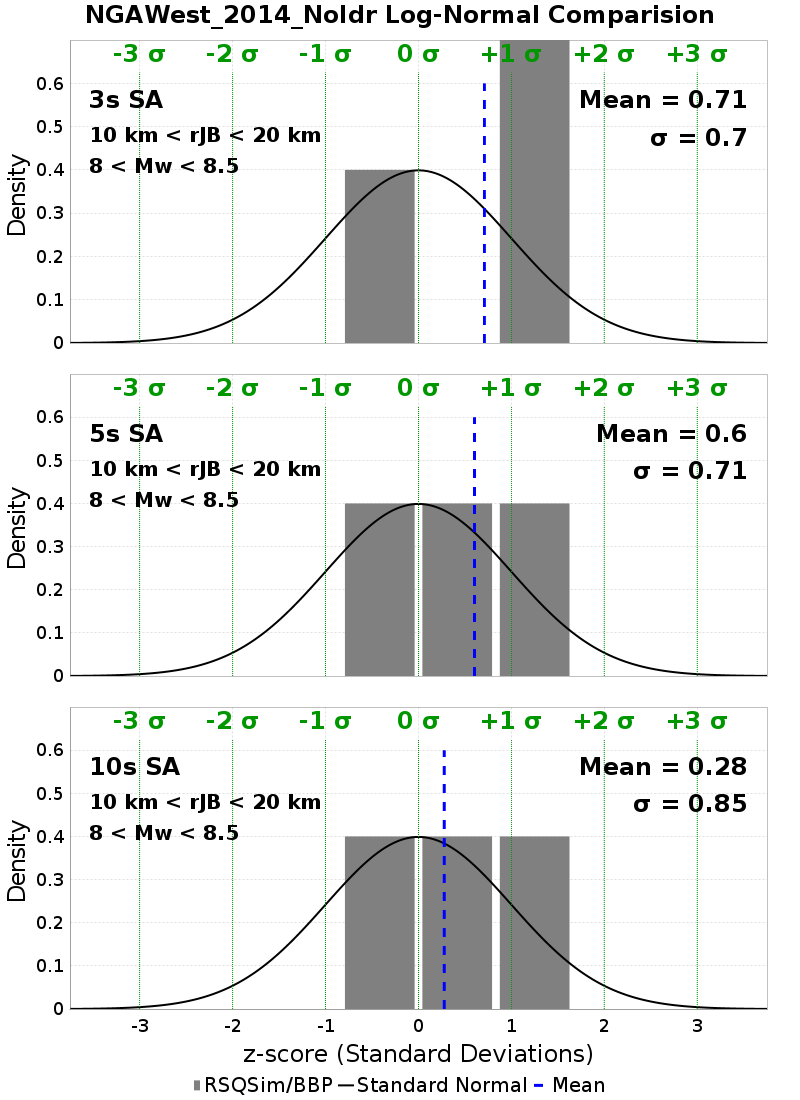 NGAWest_2014_NoIdr Log-Normal Comparision
-3 σ -2 σ -1 σ 0 σ +1 σ +2 σ +3 σ
3s SA
10 km < rJB < 20 km
8 < Mw < 8.5
Mean = 0.71
σ = 0.7
0.6
0.5
0.4
0.3
0.2
0.1
0
Density
-3 σ -2 σ -1 σ 0 σ +1 σ +2 σ +3 σ
5s SA
10 km < rJB < 20 km
8 < Mw < 8.5
Mean = 0.6
σ = 0.71
0.6
0.5
0.4
0.3
0.2
0.1
0
Density
-3 σ -2 σ -1 σ 0 σ +1 σ +2 σ +3 σ
10s SA
10 km < rJB < 20 km
8 < Mw < 8.5
Mean = 0.28
σ = 0.85
0.6
0.5
0.4
0.3
0.2
0.1
0
Density
-3 -2 -1 0 1 2 3
z-score (Standard Deviations)
RSQSim/BBP Standard Normal Mean